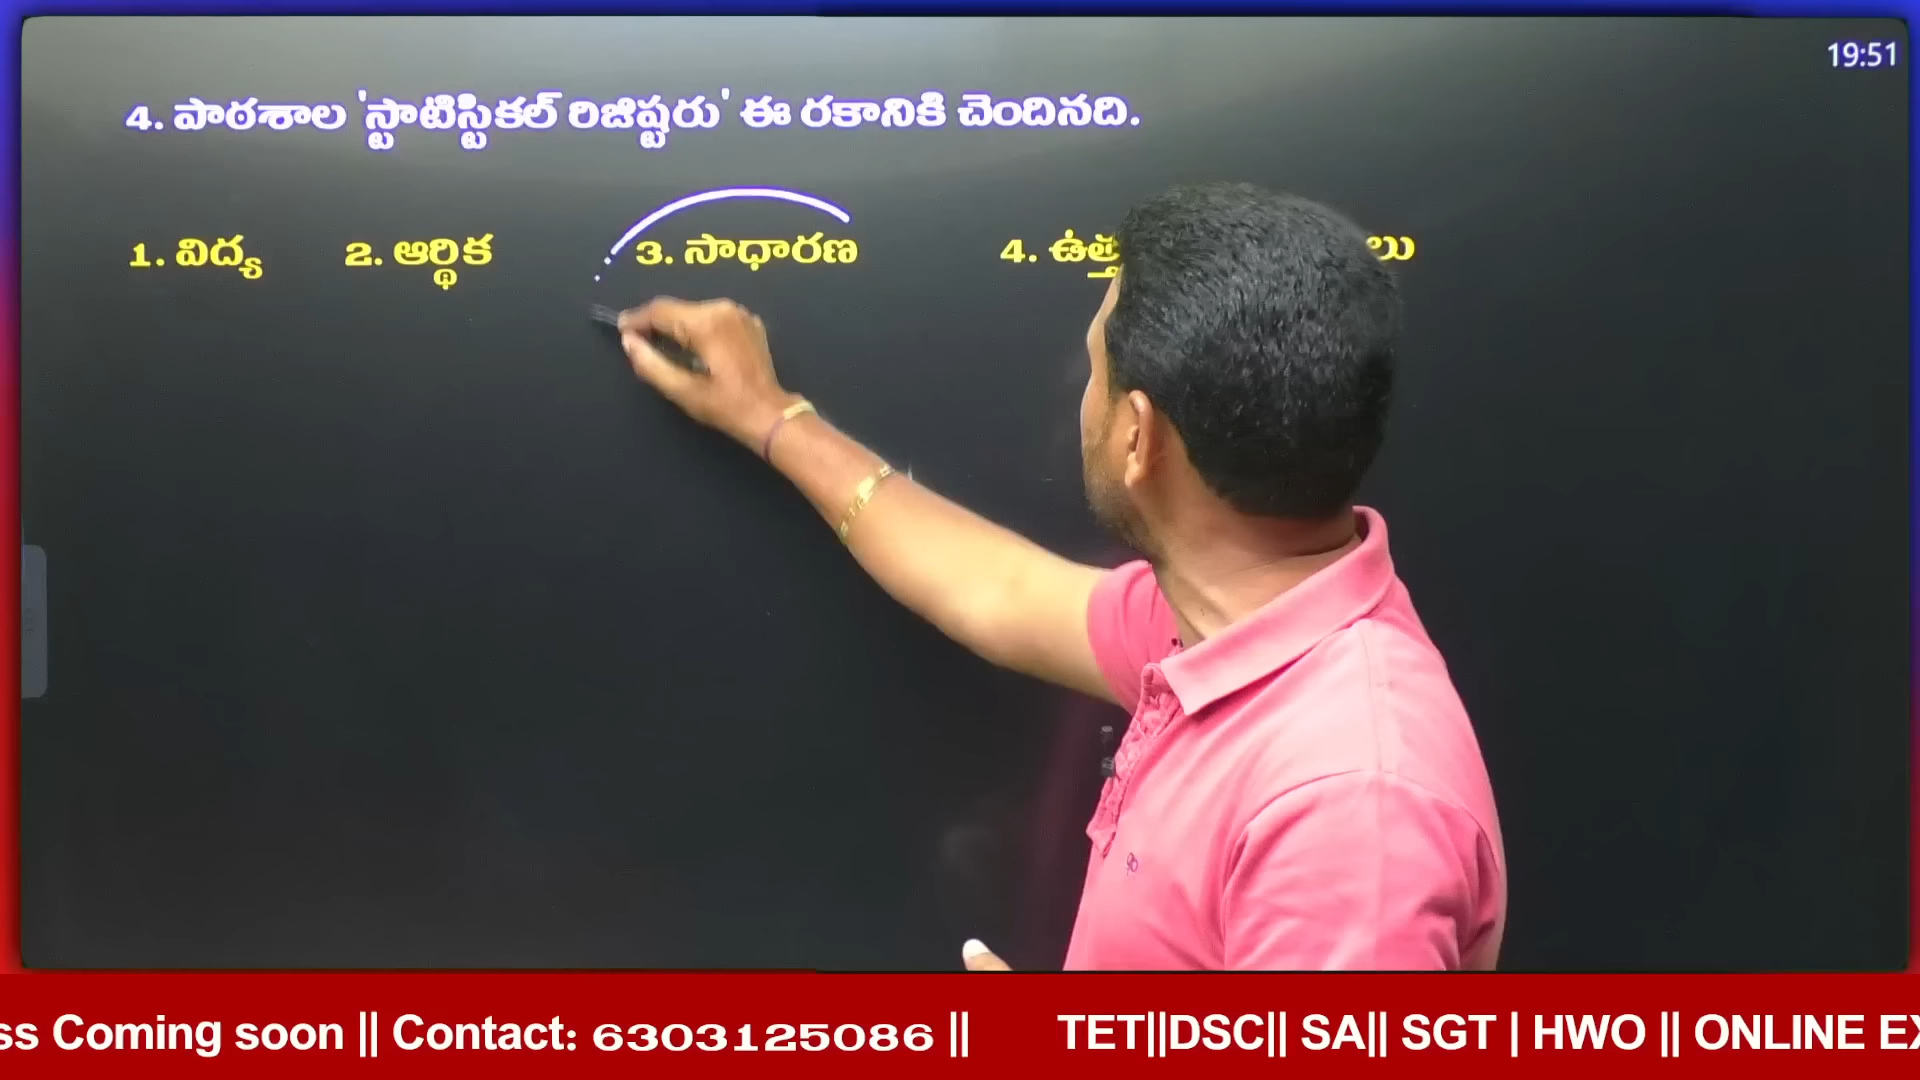 19:51
4. పాఠశాల 'స్టాటిస్టికల్ రిజిష్టరు' ఈ రకానికి చెందినది.
1. విద్య 2. ఆర్థిక 3. సాధారణ 4.
ss Coming soon || Contact: 6303125086 || TET||DSC|| SA|| SGT | HWO || ONLINE